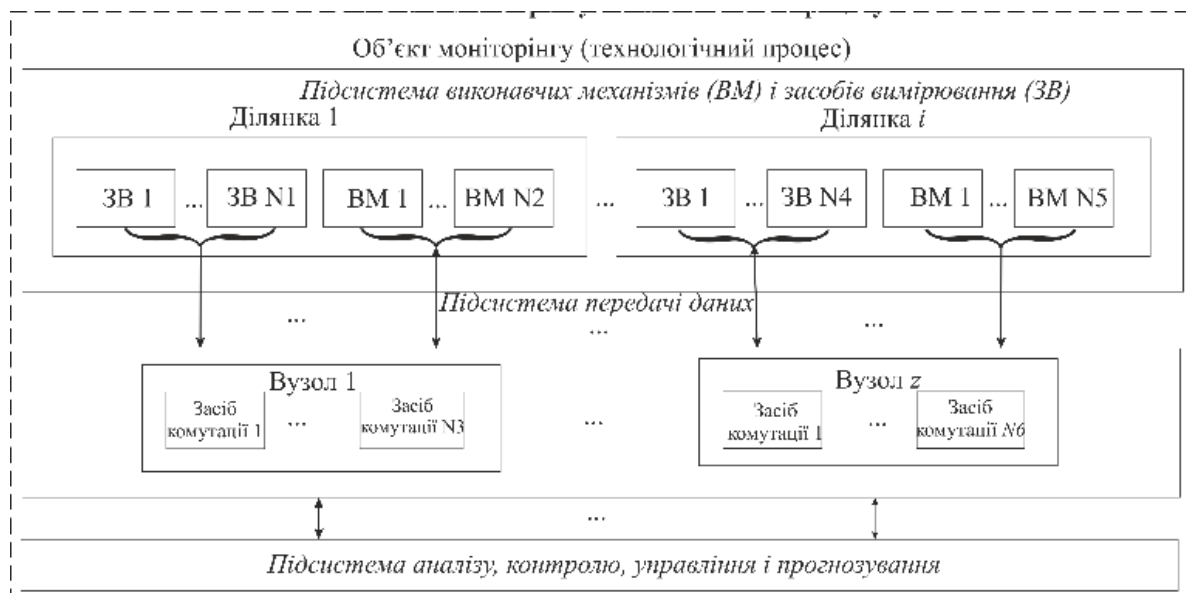 Об’єкт моніторингу (технологічний процес)
Підсистема виконавчих механізмів (ВМ) і засобів вимірювання (ЗВ)
Ділянка 1
Ділянка i
ЗВ 1 ... ЗВ N1 ВМ 1 ... ВМ N2 ... ЗВ 1 ... ЗВ N4 ВМ 1 ... ВМ N5
Підсистема передачі даних
... ... ...
Вузол 1
Вузол z
Засіб
комутації 1
...
Засіб
комутації N3
...
Засіб
комутації 1
...
Засіб
комутації N6
...
Підсистема аналізу, контролю, управління і прогнозування